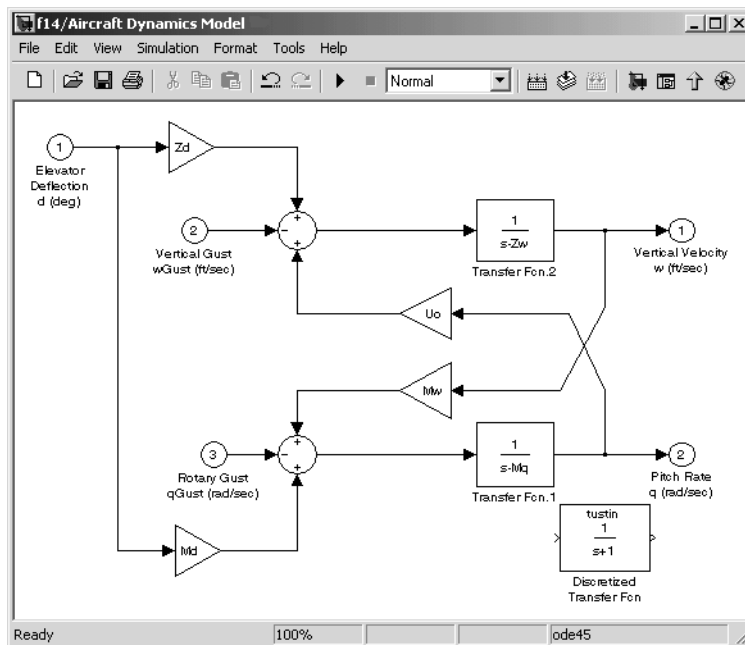 f14/Aircraft Dynamics Model
File Edit View Simulation Format Tools Help
Normal
1
Elevator
Deflection
d (deg)
Zd
2
Vertical Gust
wGust (ft/sec)
+
-
+
1
s-Zw
Transfer Fcn.2
1
Vertical Velocity
w (ft/sec)
Uo
Mw
3
Rotary Gust
qGust (rad/sec)
+
-
+
1
s-Mq
Transfer Fcn.1
2
Pitch Rate
q (rad/sec)
Md
tustin
1
s+1
Discretized
Transfer Fcn
Ready 100% ode45